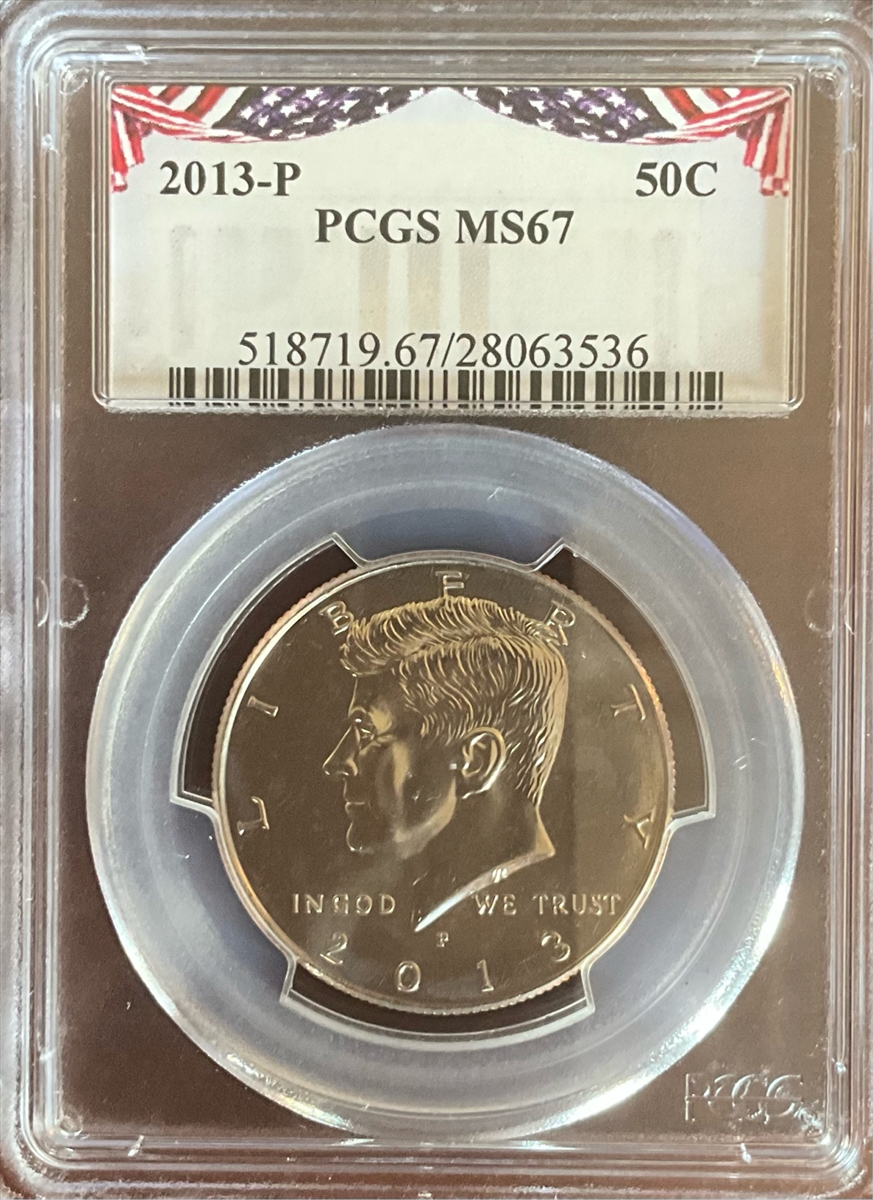 2013-P 50C
PCGS MS67
518719.67/28063536
LIBERTY
IN GOD WE TRUST
P
2013
PCGS